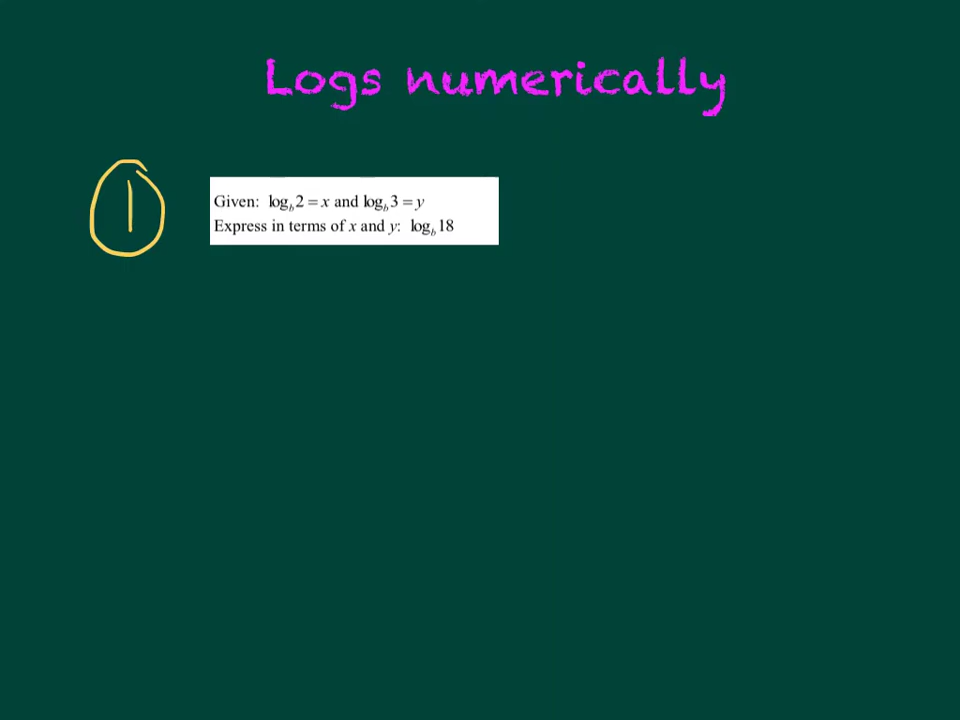 Logs numerically
1
Given: log_b 2 = x and log_b 3 = y
Express in terms of x and y: log_b 18